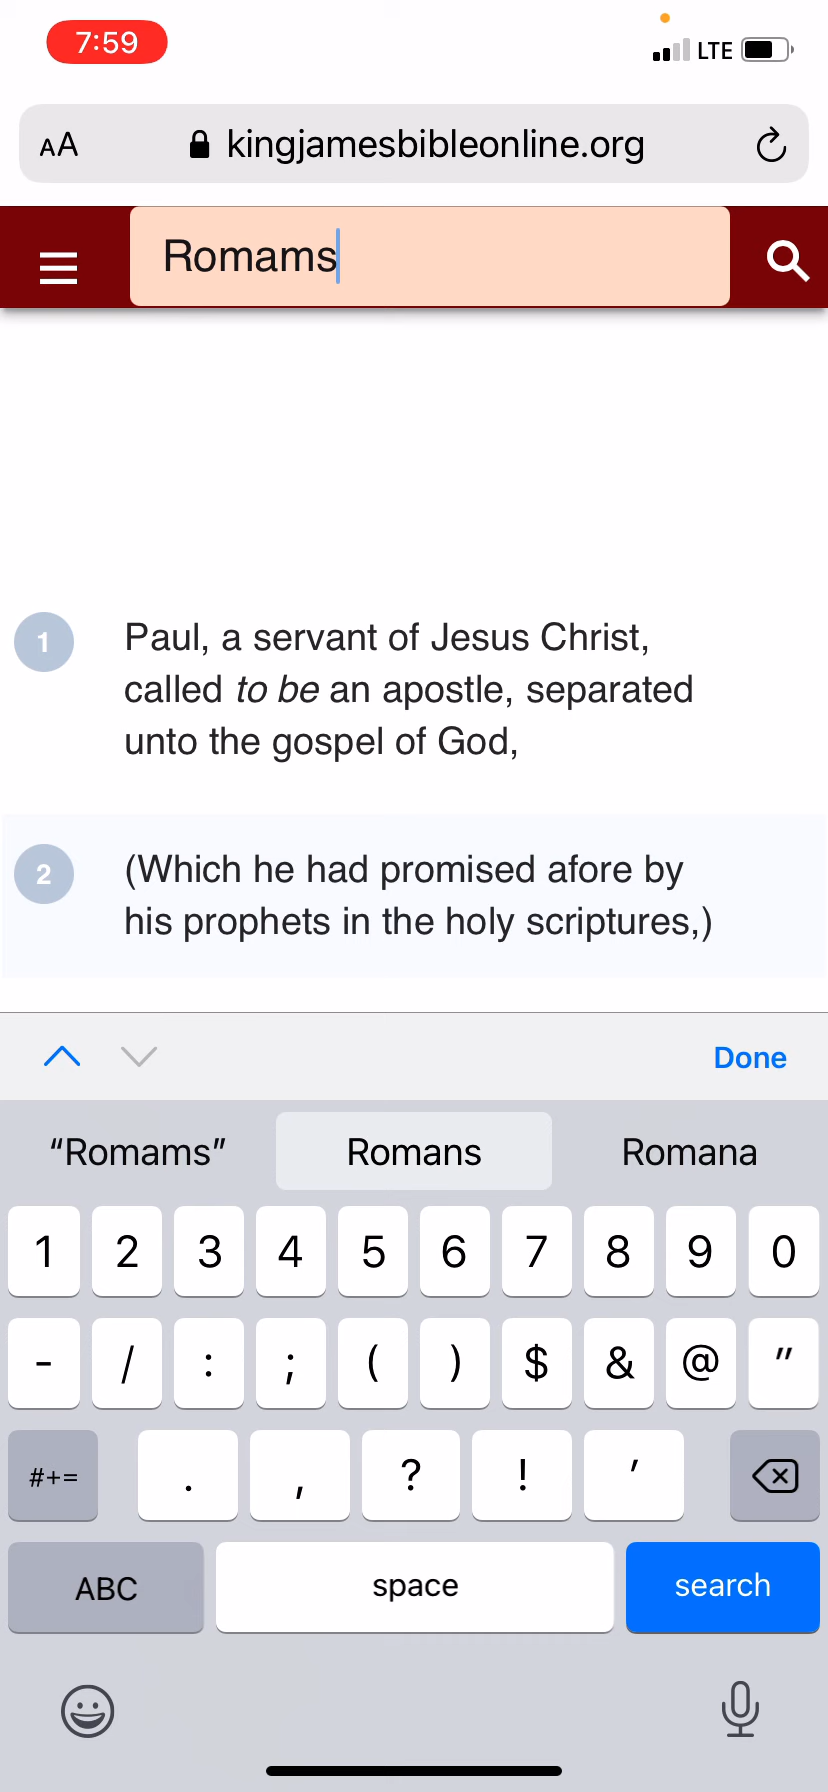 7:59
LTE
AA
kingjamesbibleonline.org
Romams
1
Paul, a servant of Jesus Christ,
called to be an apostle, separated
unto the gospel of God,
2
(Which he had promised afore by
his prophets in the holy scriptures,)
Done
“Romams” Romans Romana
1 2 3 4 5 6 7 8 9 0
- / : ; ( ) $ & @ "
#+= . , ? ! '
ABC space search